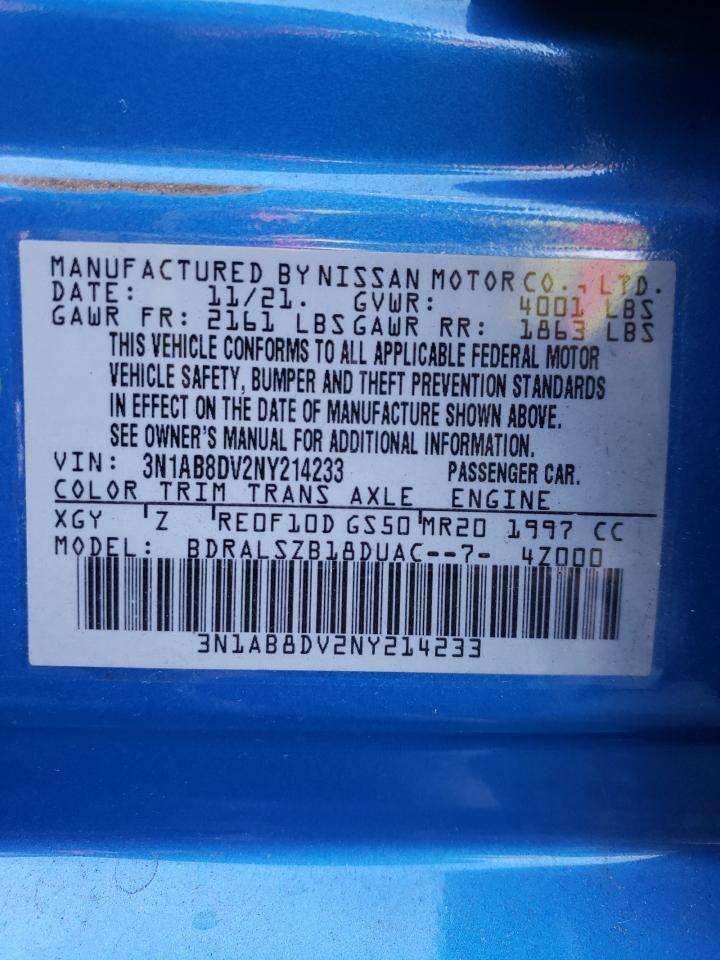 MANUFACTURED BY NISSAN MOTOR CO., LTD.
DATE: 11/21. GVWR: 4001 LBS
GAWR FR: 2161 LBS GAWR RR: 1863 LBS
THIS VEHICLE CONFORMS TO ALL APPLICABLE FEDERAL MOTOR
VEHICLE SAFETY, BUMPER AND THEFT PREVENTION STANDARDS
IN EFFECT ON THE DATE OF MANUFACTURE SHOWN ABOVE.
SEE OWNER'S MANUAL FOR ADDITIONAL INFORMATION.
VIN: 3N1AB8DV2NY214233 PASSENGER CAR.
COLOR TRIM TRANS AXLE ENGINE
XGY Z RE0F10D GS50 MR20 1997 CC
MODEL: BDRALSZB18DUAC--7- 4Z000
3N1AB8DV2NY214233